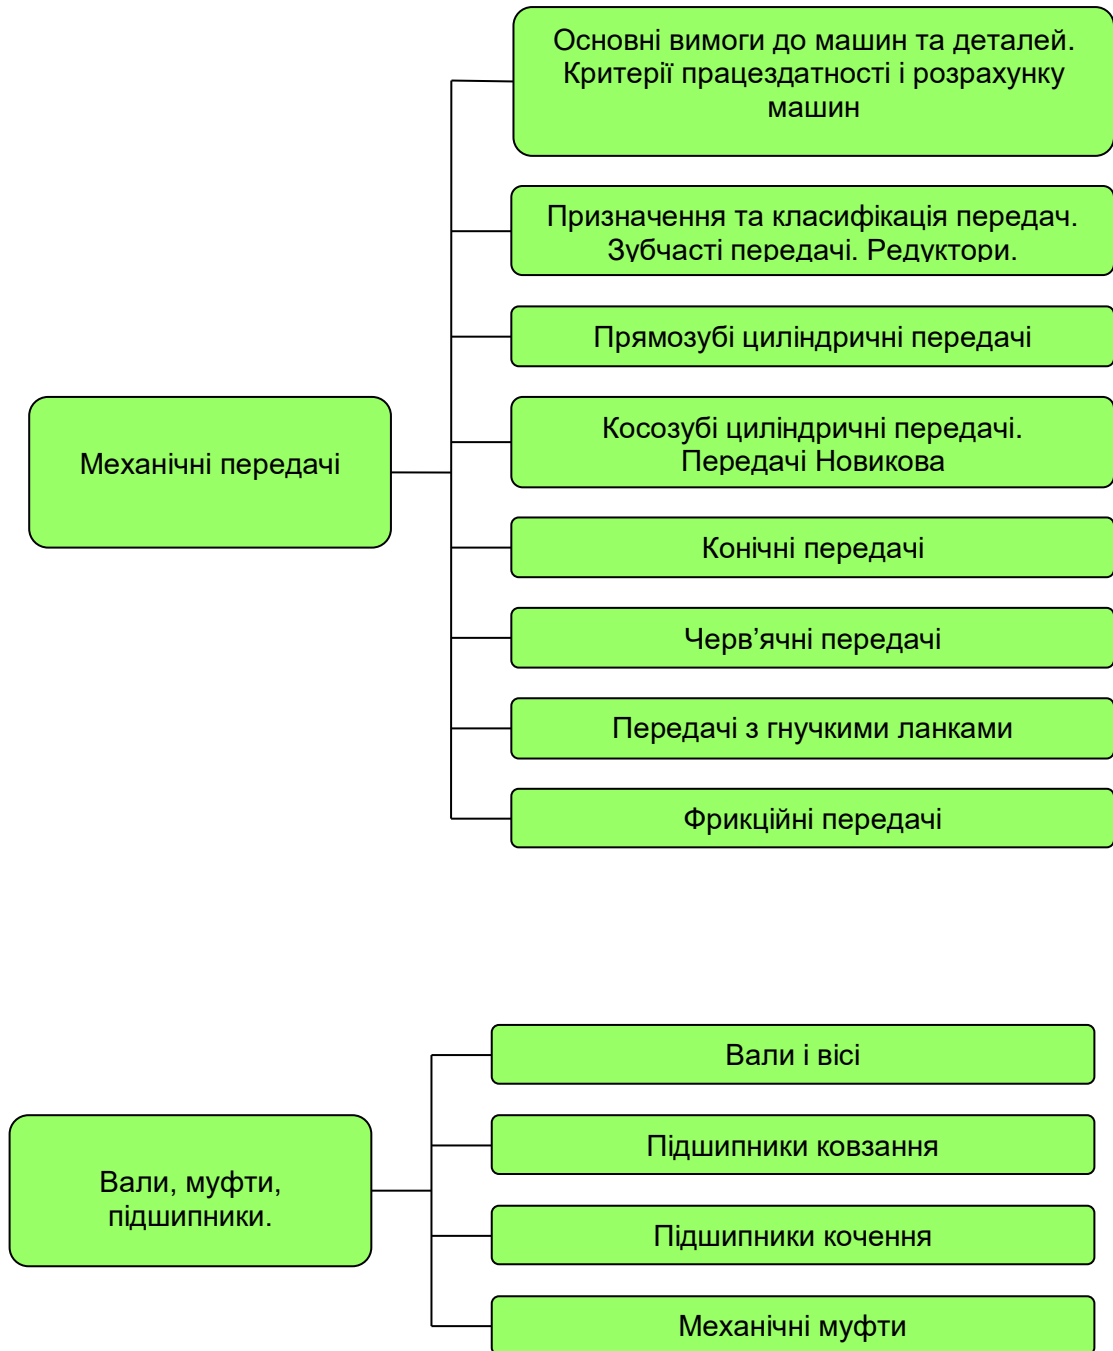 Основні вимоги до машин та деталей.
Критерії працездатності і розрахунку
машин
Призначення та класифікація передач.
Зубчасті передачі. Редуктори.
Прямозубі циліндричні передачі
Механічні передачі
Косозубі циліндричні передачі.
Передачі Новикова
Конічні передачі
Черв’ячні передачі
Передачі з гнучкими ланками
Фрикційні передачі
Вали, муфти,
підшипники.
Вали і вісі
Підшипники ковзання
Підшипники кочення
Механічні муфти